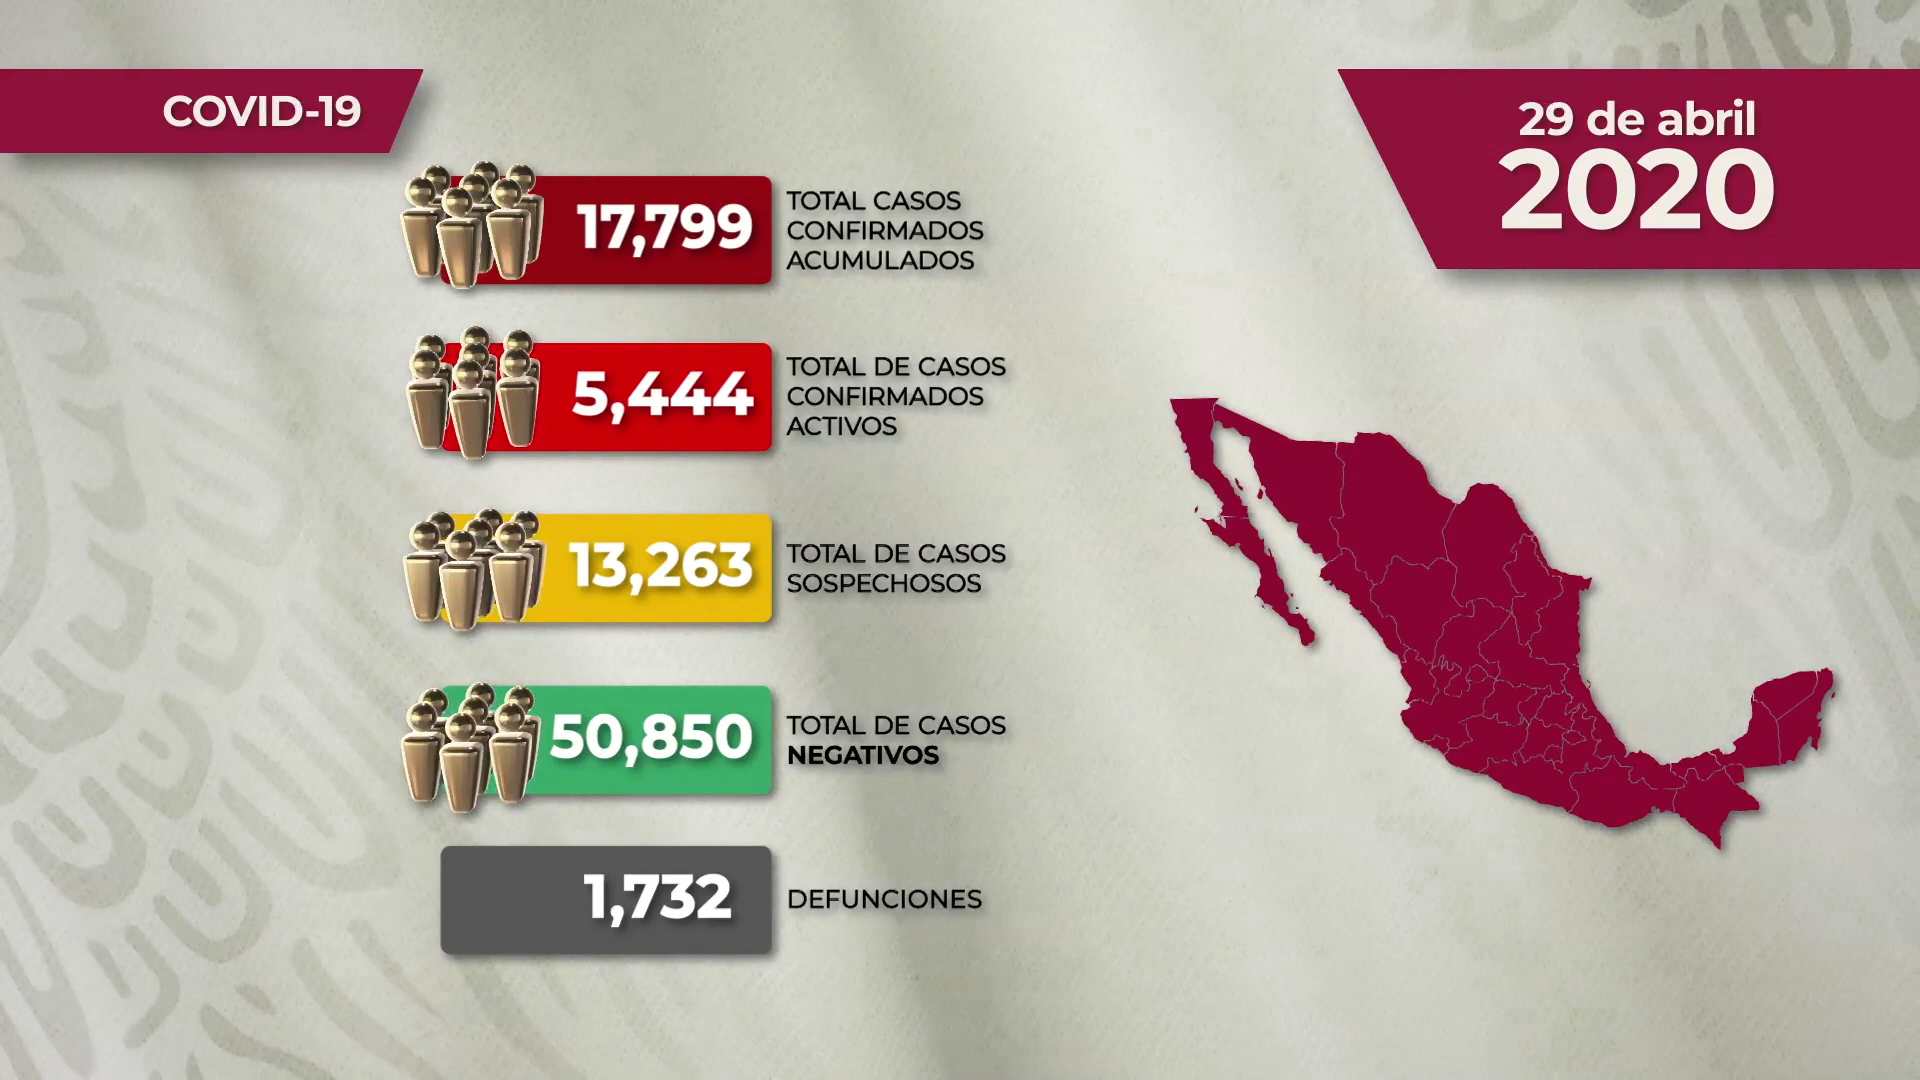 COVID-19
29 de abril
2020
17,799
TOTAL CASOS
CONFIRMADOS
ACUMULADOS
5,444
TOTAL DE CASOS
CONFIRMADOS
ACTIVOS
13,263
TOTAL DE CASOS
SOSPECHOSOS
50,850
TOTAL DE CASOS
NEGATIVOS
1,732
DEFUNCIONES